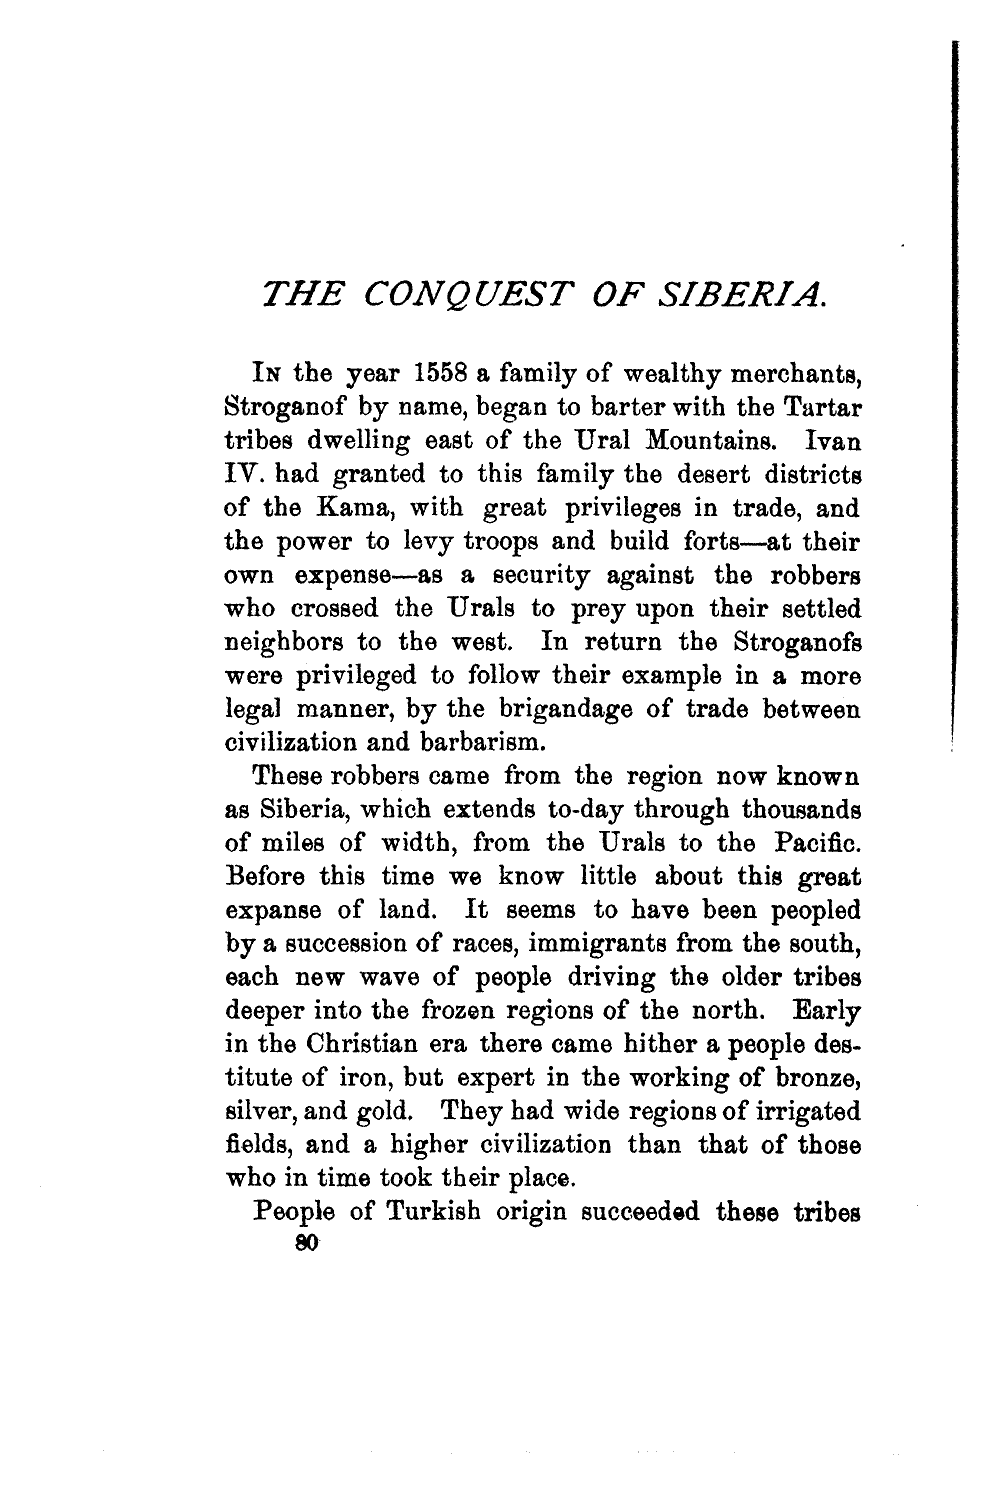 THE CONQUEST OF SIBERIA.
IN the year 1558 a family of wealthy merchants,
Stroganof by name, began to barter with the Tartar
tribes dwelling east of the Ural Mountains. Ivan
IV. had granted to this family the desert districts
of the Kama, with great privileges in trade, and
the power to levy troops and build forts—at their
own expense—as a security against the robbers
who crossed the Urals to prey upon their settled
neighbors to the west. In return the Stroganofs
were privileged to follow their example in a more
legal manner, by the brigandage of trade between
civilization and barbarism.
These robbers came from the region now known
as Siberia, which extends to-day through thousands
of miles of width, from the Urals to the Pacific.
Before this time we know little about this great
expanse of land. It seems to have been peopled
by a succession of races, immigrants from the south,
each new wave of people driving the older tribes
deeper into the frozen regions of the north. Early
in the Christian era there came hither a people des-
titute of iron, but expert in the working of bronze,
silver, and gold. They had wide regions of irrigated
fields, and a higher civilization than that of those
who in time took their place.
People of Turkish origin succeeded these tribes
80